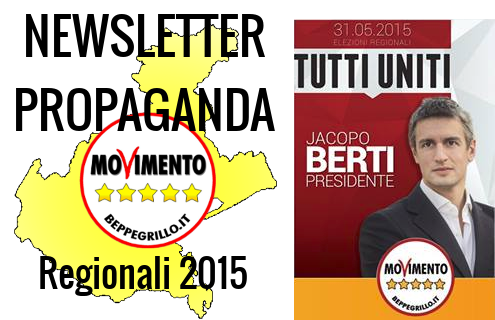 NEWSLETTER
PROPAGANDA
MOVIMENTO
BEPPEGRILLO.IT
Regionali 2015
31.05.2015
ELEZIONI REGIONALI
TUTTI UNITI
JACOPO
BERTI
PRESIDENTE
MOVIMENTO
BEPPEGRILLO.IT